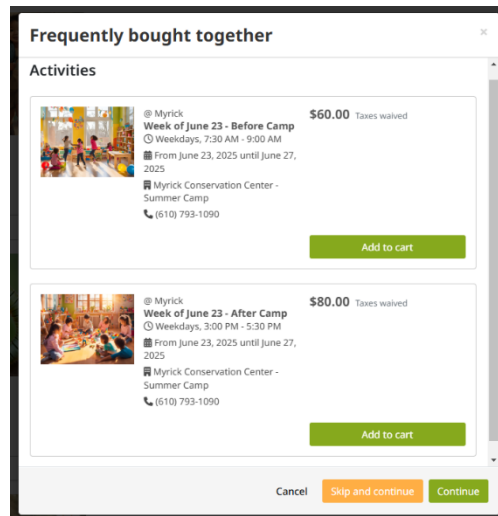 Frequently bought together
×
Activities
@ Myrick
Week of June 23 - Before Camp
Weekdays, 7:30 AM - 9:00 AM
From June 23, 2025 until June 27,
2025
Myrick Conservation Center -
Summer Camp
(610) 793-1090
$60.00 Taxes waived
Add to cart
@ Myrick
Week of June 23 - After Camp
Weekdays, 3:00 PM - 5:30 PM
From June 23, 2025 until June 27,
2025
Myrick Conservation Center -
Summer Camp
(610) 793-1090
$80.00 Taxes waived
Add to cart
Cancel Skip and continue Continue